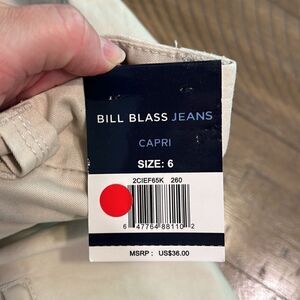 BILL BLASS JEANS
CAPRI
SIZE: 6
2CIEF65K 260
6 47764 88110 2
MSRP : US$36.00